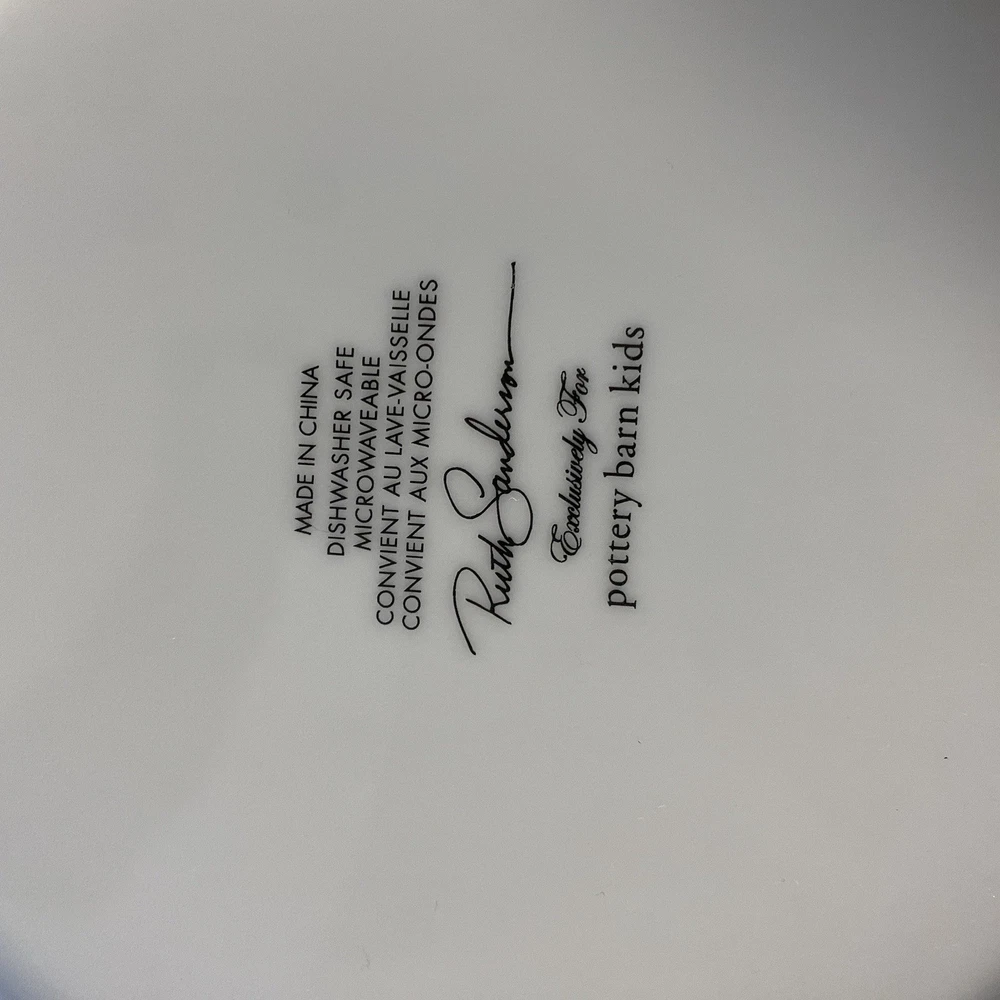 MADE IN CHINA
DISHWASHER SAFE
MICROWAVEABLE
CONVIENT AU LAVE-VAISSELLE
CONVIENT AUX MICRO-ONDES
Ruth Sanderson
Exclusively For
pottery barn kids